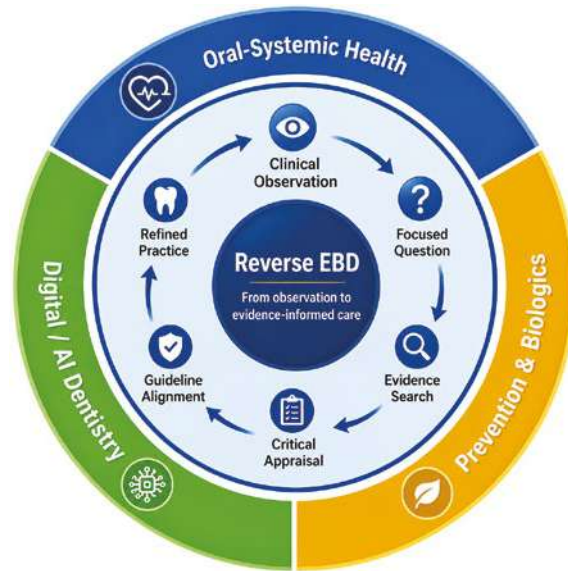 Oral-Systemic Health
Clinical
Observation
Focused
Question
Evidence
Search
Critical
Appraisal
Guideline
Alignment
Refined
Practice
Reverse EBD
From observation to
evidence-informed care
Prevention & Biologics
Digital / AI Dentistry